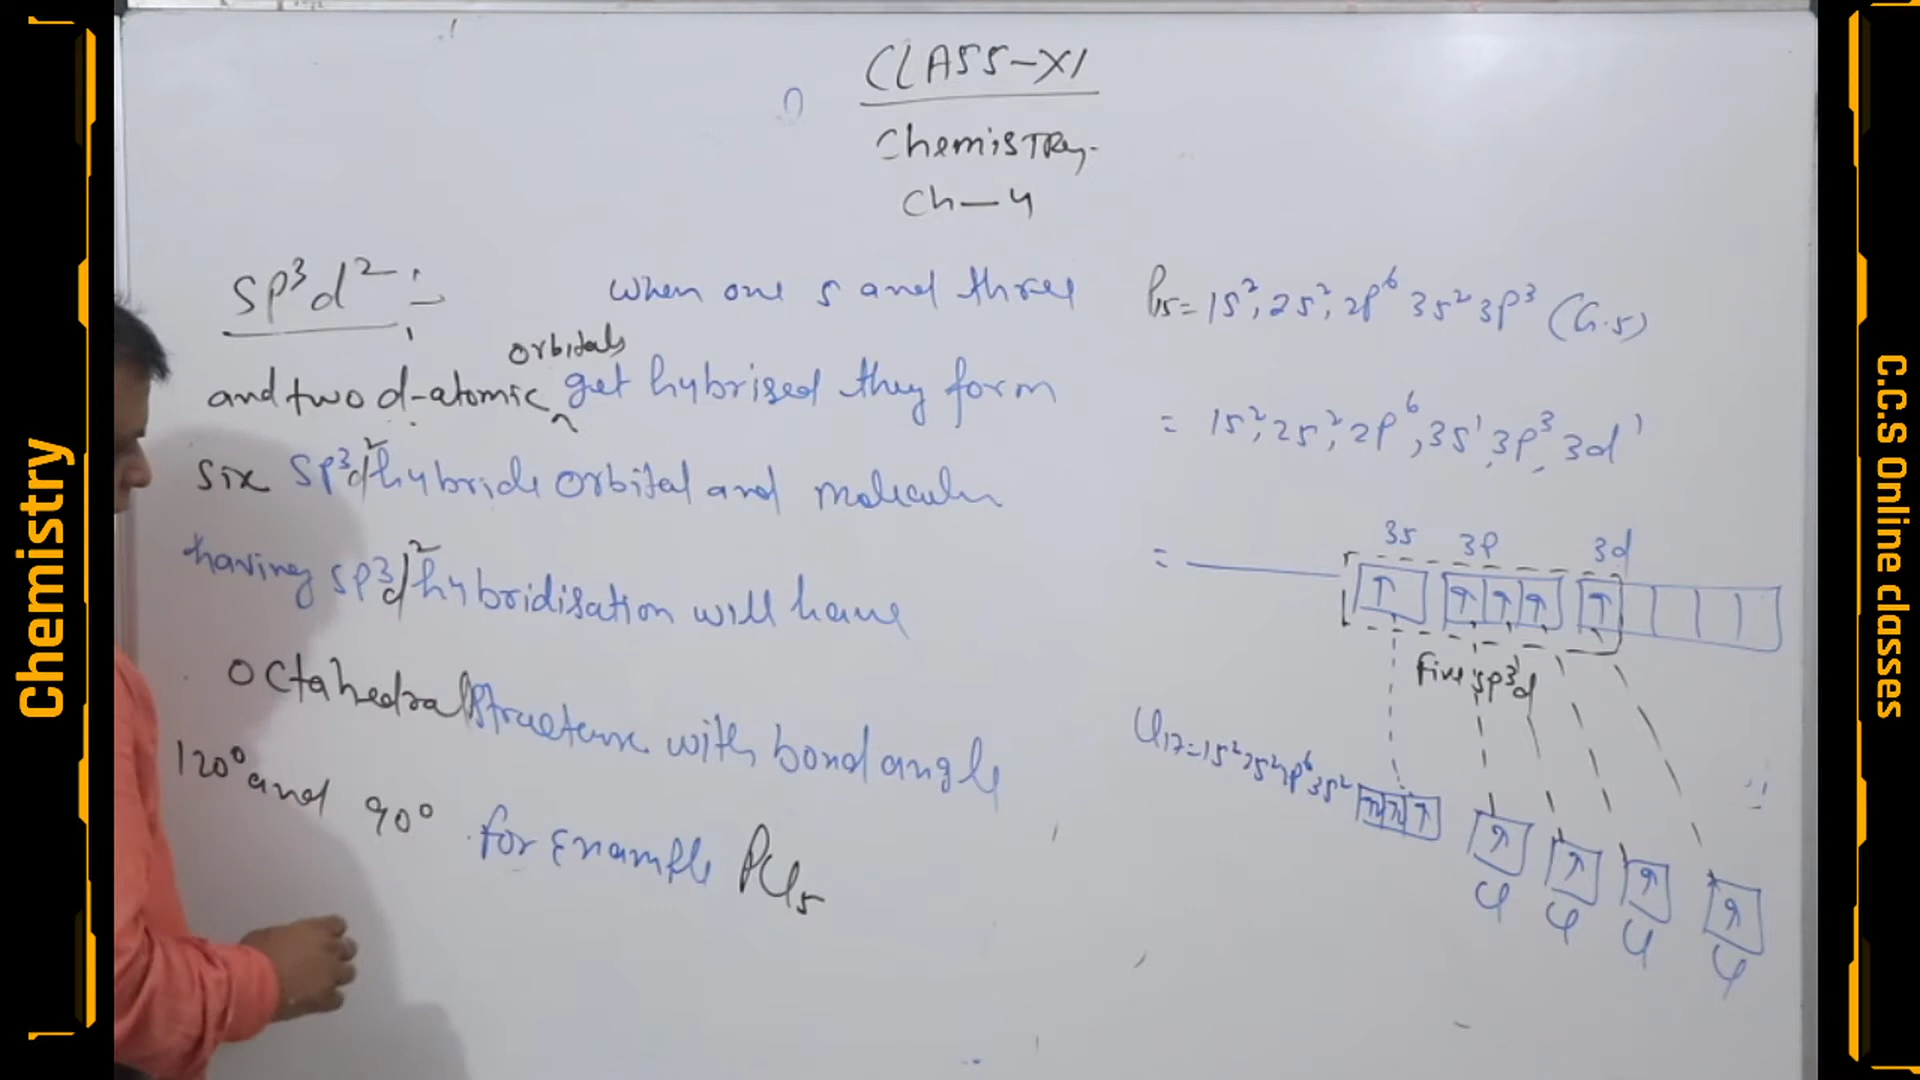 CLASS-XI
Chemistry
Ch-4
sp³d² :-
when one s and three
orbitals
and two d-atomic get hybrised they form
six sp³d² hybride orbital and molecule
having sp³d² hybridisation will have
octahedral structure with bond angle
120° and 90° for Example PCl₅
P₁₅ = 1s², 2s², 2p⁶ 3s² 3p³ (G.S)
= 1s², 2s², 2p⁶, 3s¹, 3p³, 3d¹
3s 3p 3d
=
↑ ↑ ↑ ↑ ↑
Five sp³d
Cl₁₇ = 1s² 2s² 2p⁶ 3s²
↑ ↑ ↑ ↑
Cl Cl Cl Cl
Chemistry
C.C.S Online classes